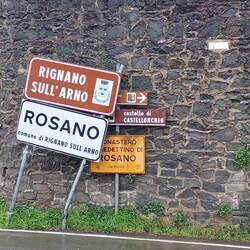 RIGNANO
SULL'ARNO
ROSANO
comune di RIGNANO SULL'ARNO
castello di
CASTELLONCHIO
MONASTERO
BENEDETTINO DI
ROSANO